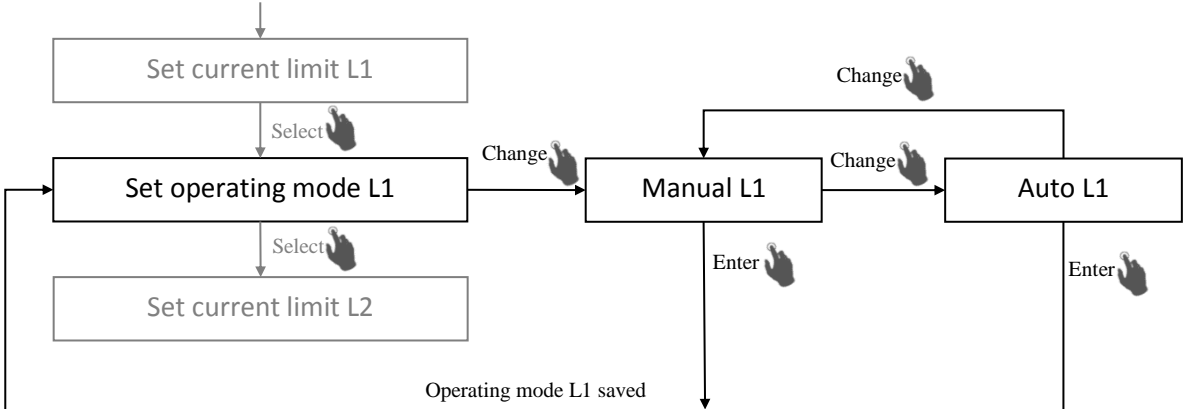 Set current limit L1
Change
Select
Change
Change
Set operating mode L1
Manual L1
Auto L1
Select
Enter
Enter
Set current limit L2
Operating mode L1 saved